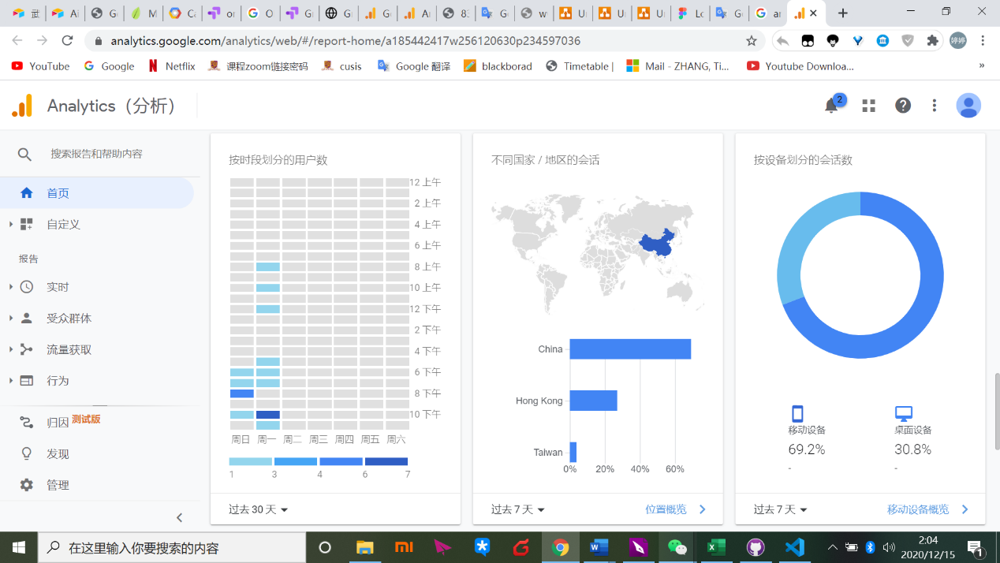 武
Ai
G
M
Ca
on
O
G
G
G
A
83
G
w
U
U
U
Lo
G
an
analytics.google.com/analytics/web/#/report-home/a185442417w256120630p234597036
婷婷
YouTube
Google
Netflix
课程zoom链接密码
cusis
Google 翻译
blackborad
Timetable |
Mail - ZHANG, Ti...
Youtube Downloa...
»
Analytics（分析）
2
搜索报告和帮助内容
首页
自定义
报告
实时
受众群体
流量获取
行为
归因 测试版
发现
管理
按时段划分的用户数
12 上午
2 上午
4 上午
6 上午
8 上午
10 上午
12 下午
2 下午
4 下午
6 下午
8 下午
10 下午
周日 周一 周二 周三 周四 周五 周六
1 3 4 6 7
过去 30 天
不同国家 / 地区的会话
China
Hong Kong
Taiwan
0% 20% 40% 60%
过去 7 天 位置概览
按设备划分的会话数
移动设备 桌面设备
69.2% 30.8%
- -
过去 7 天 移动设备概览
在这里输入你要搜索的内容
2:04
2020/12/15
1